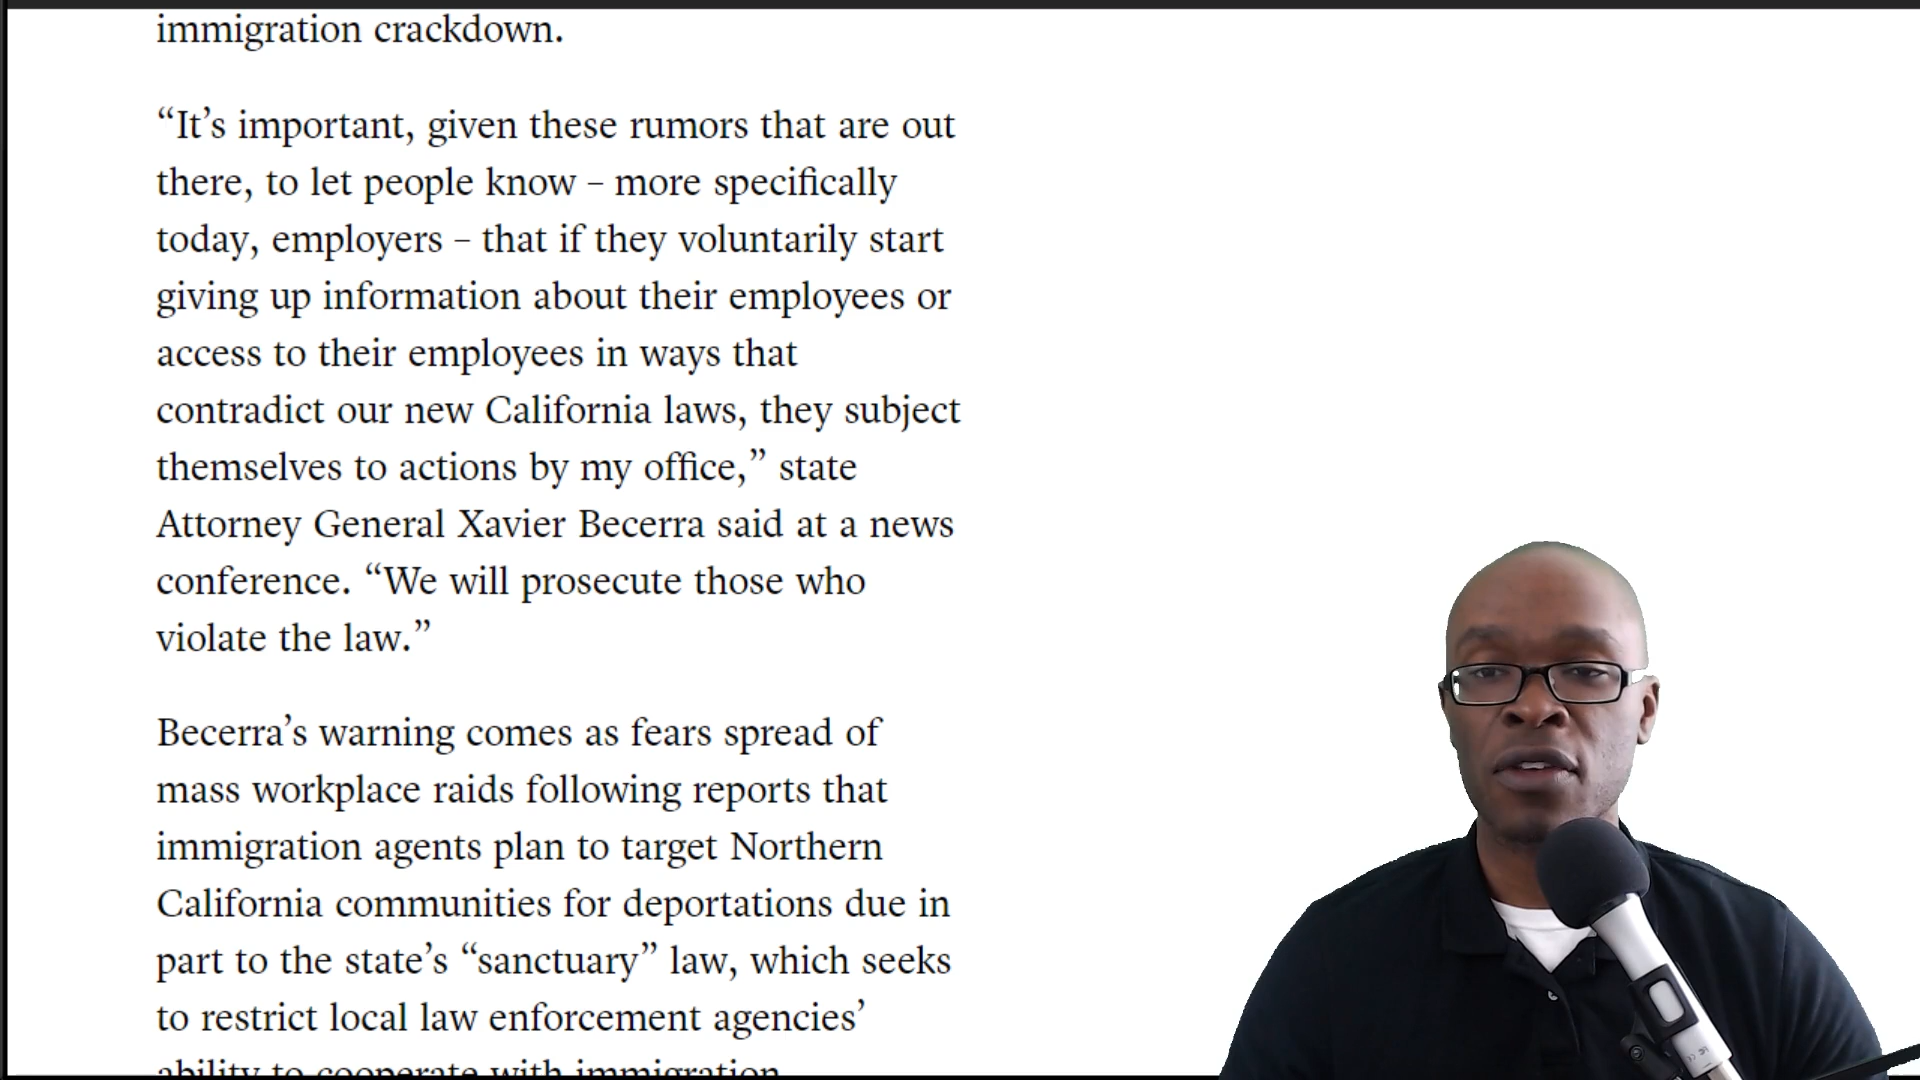 immigration crackdown.
“It’s important, given these rumors that are out
there, to let people know – more specifically
today, employers – that if they voluntarily start
giving up information about their employees or
access to their employees in ways that
contradict our new California laws, they subject
themselves to actions by my office,” state
Attorney General Xavier Becerra said at a news
conference. “We will prosecute those who
violate the law.”
Becerra’s warning comes as fears spread of
mass workplace raids following reports that
immigration agents plan to target Northern
California communities for deportations due in
part to the state’s “sanctuary” law, which seeks
to restrict local law enforcement agencies’
ability to cooperate with immigration